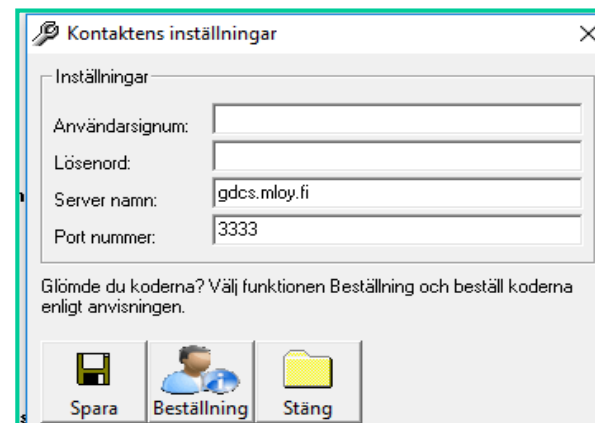 Kontaktens inställningar
Inställningar
Användarsignum:
Lösenord:
Server namn: gdcs.mloy.fi
Port nummer: 3333
Glömde du koderna? Välj funktionen Beställning och beställ koderna
enligt anvisningen.
Spara Beställning Stäng